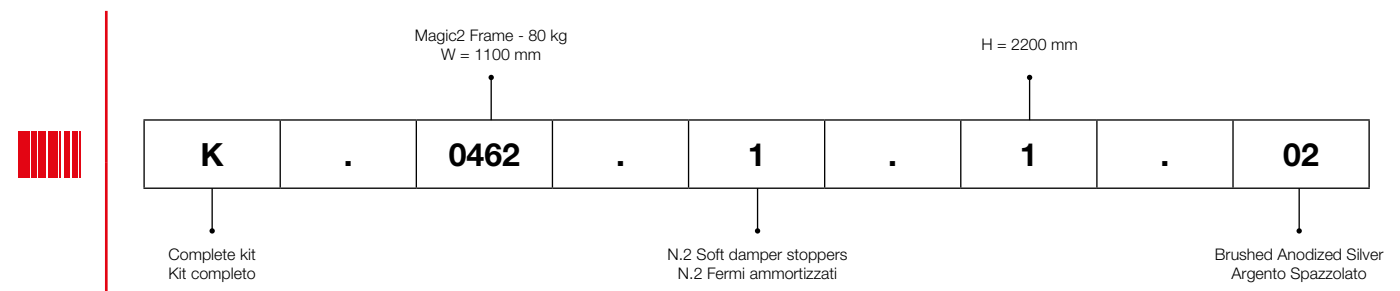 Magic2 Frame - 80 kg
W = 1100 mm
H = 2200 mm
K . 0462 . 1 . 1 . 02
Complete kit
Kit completo
N.2 Soft damper stoppers
N.2 Fermi ammortizzati
Brushed Anodized Silver
Argento Spazzolato